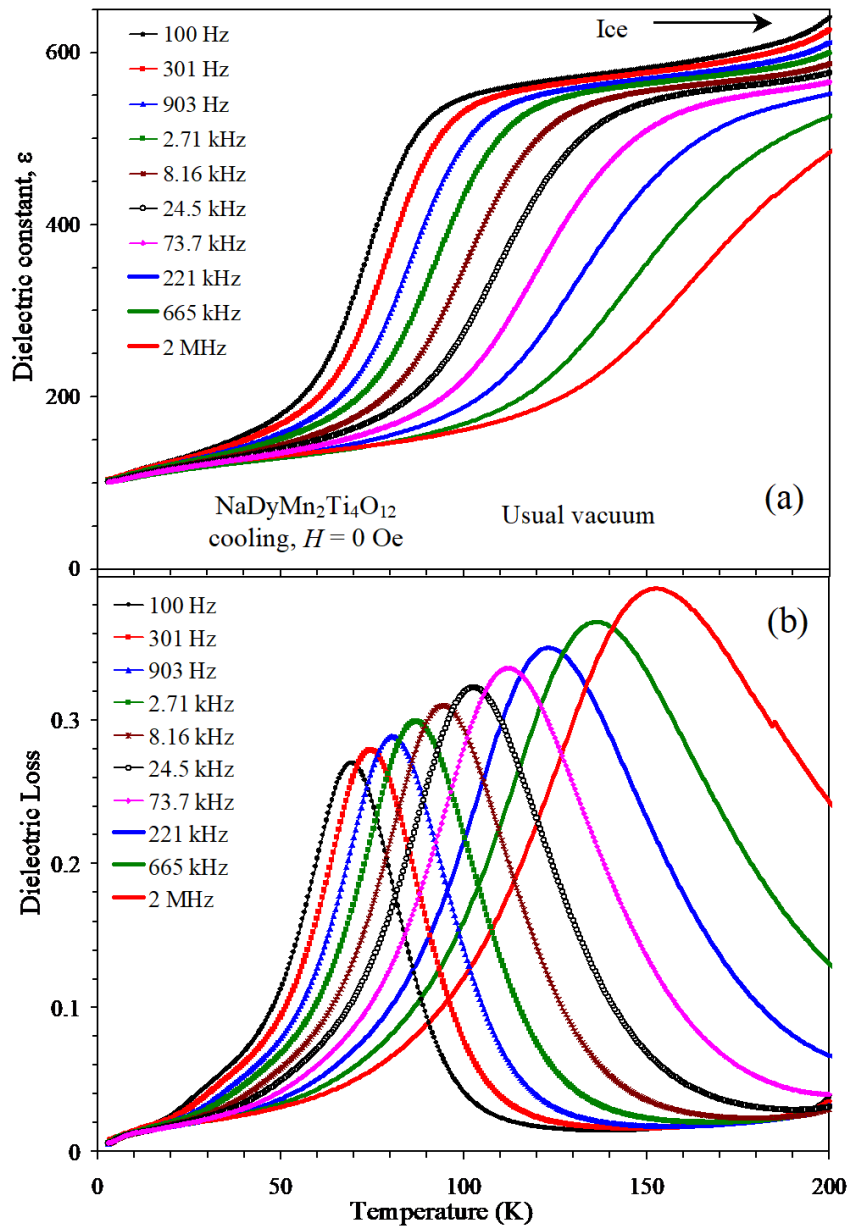 Ice
100 Hz
301 Hz
903 Hz
2.71 kHz
8.16 kHz
24.5 kHz
73.7 kHz
221 kHz
665 kHz
2 MHz
600
400
200
0
Dielectric constant, ε
NaDyMn₂Ti₄O₁₂
cooling, H = 0 Oe
Usual vacuum
(a)
(b)
100 Hz
301 Hz
903 Hz
2.71 kHz
8.16 kHz
24.5 kHz
73.7 kHz
221 kHz
665 kHz
2 MHz
0.3
0.2
0.1
0
Dielectric Loss
0
50
100
150
200
Temperature (K)